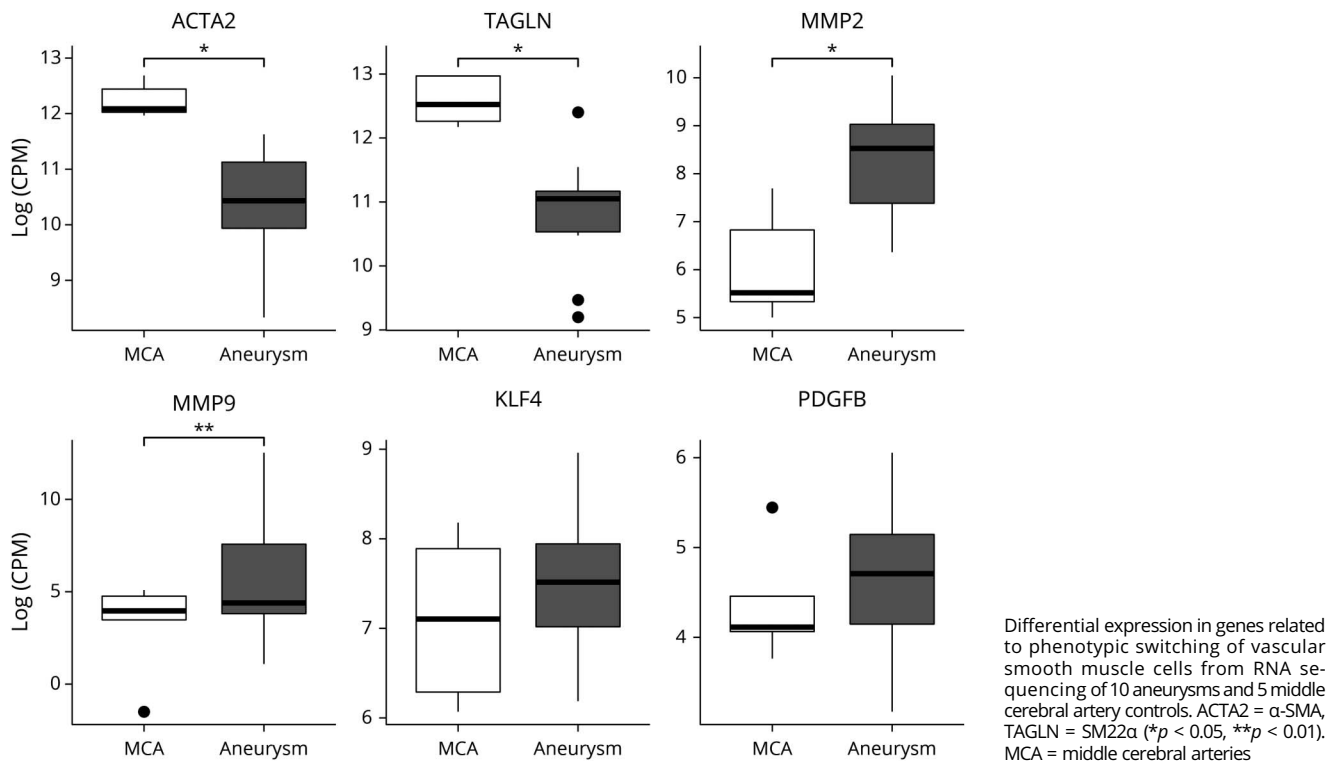 ACTA2
TAGLN
MMP2
*
*
*
Log (CPM)
13
12
11
10
9
13
12
11
10
9
10
9
8
7
6
5
MCA
Aneurysm
MCA
Aneurysm
MCA
Aneurysm
MMP9
KLF4
PDGFB
**
Log (CPM)
10
5
0
9
8
7
6
6
5
4
MCA
Aneurysm
MCA
Aneurysm
MCA
Aneurysm
Differential expression in genes related
to phenotypic switching of vascular
smooth muscle cells from RNA se-
quencing of 10 aneurysms and 5 middle
cerebral artery controls. ACTA2 = α-SMA,
TAGLN = SM22α (*p < 0.05, **p < 0.01).
MCA = middle cerebral arteries